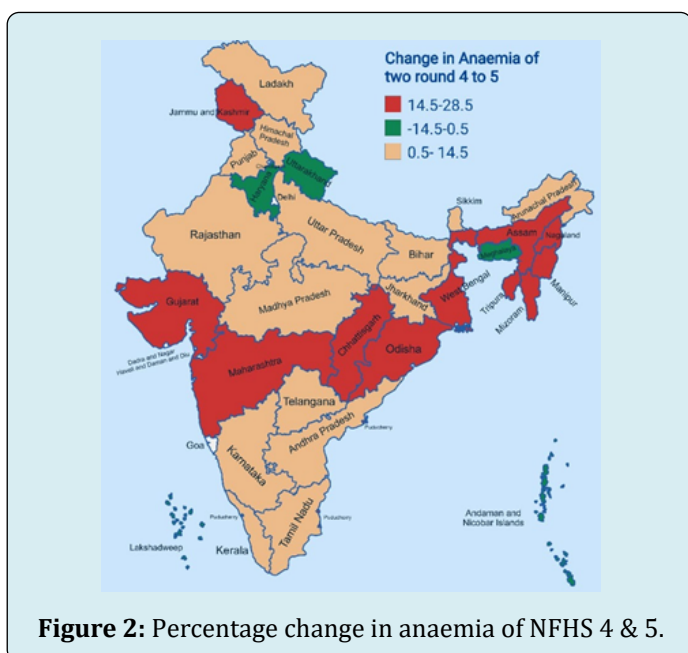 Change in Anaemia of
two round 4 to 5
14.5-28.5
-14.5-0.5
0.5- 14.5
Ladakh
Jammu and Kashmir
Himachal
Pradesh
Punjab
Uttarakhand
Haryana
Delhi
Sikkim
Arunachal Pradesh
Rajasthan
Uttar Pradesh
Assam
Nagaland
Bihar
Meghalaya
Manipur
Jharkhand
West Bengal
Tripura
Mizoram
Gujarat
Madhya Pradesh
Chhattisgarh
Dadra and Nagar
Haveli and Daman and Diu
Maharashtra
Odisha
Telangana
Goa
Andhra Pradesh
Puducherry
Karnataka
Puducherry
Puducherry
Tamil Nadu
Lakshadweep
Kerala
Andaman and
Nicobar Islands
Figure 2: Percentage change in anaemia of NFHS 4 & 5.